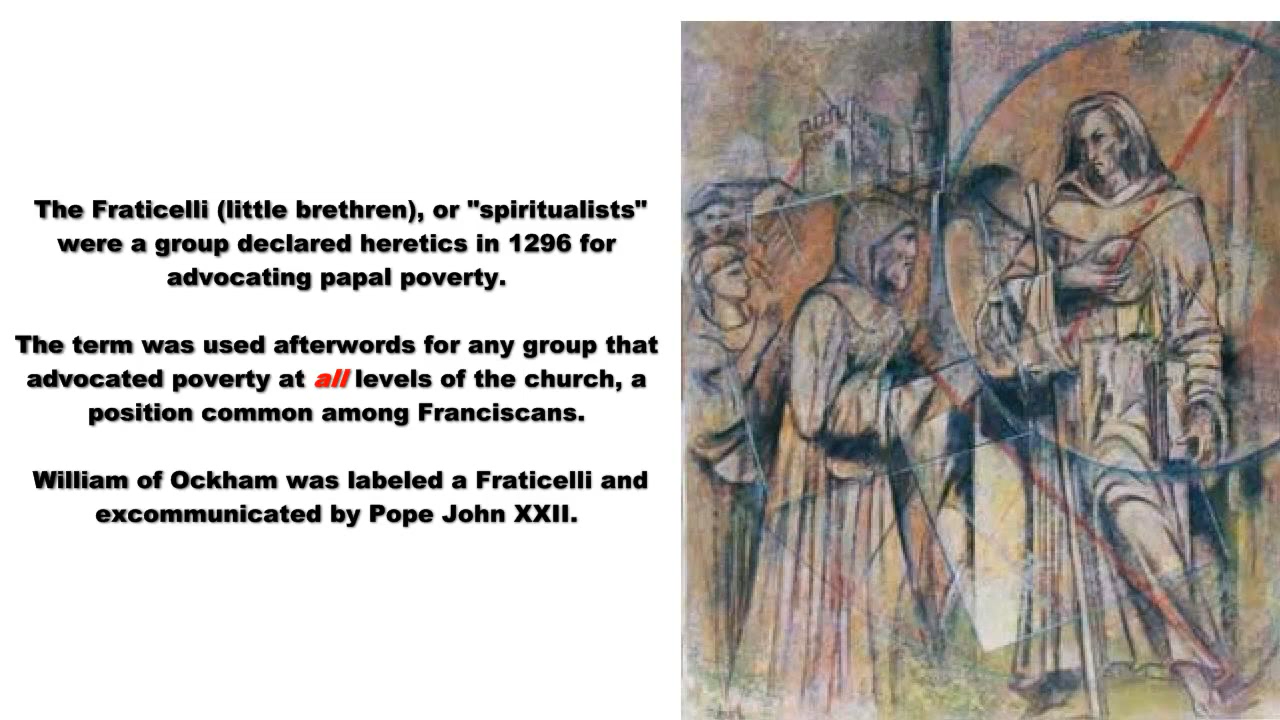 The Fraticelli (little brethren), or "spiritualists"
were a group declared heretics in 1296 for
advocating papal poverty.
The term was used afterwords for any group that
advocated poverty at all levels of the church, a
position common among Franciscans.
William of Ockham was labeled a Fraticelli and
excommunicated by Pope John XXII.